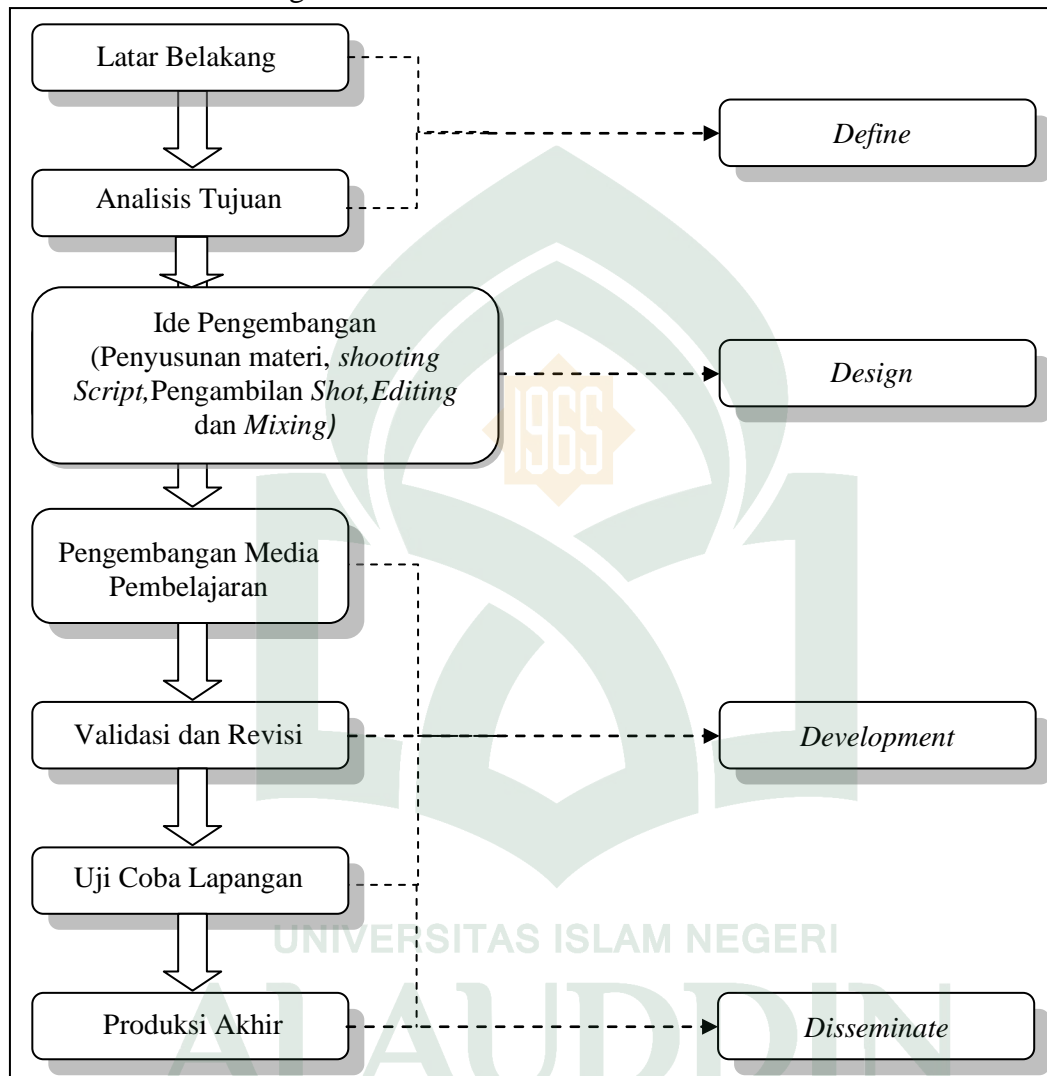 Latar Belakang
Define
Analisis Tujuan
Ide Pengembangan
(Penyusunan materi, shooting
Script,Pengambilan Shot,Editing
dan Mixing)
Design
1965
Pengembangan Media
Pembelajaran
Validasi dan Revisi
Development
Uji Coba Lapangan
UNIVERSITAS ISLAM NEGERI
ALAUDDIN
Produksi Akhir
Disseminate